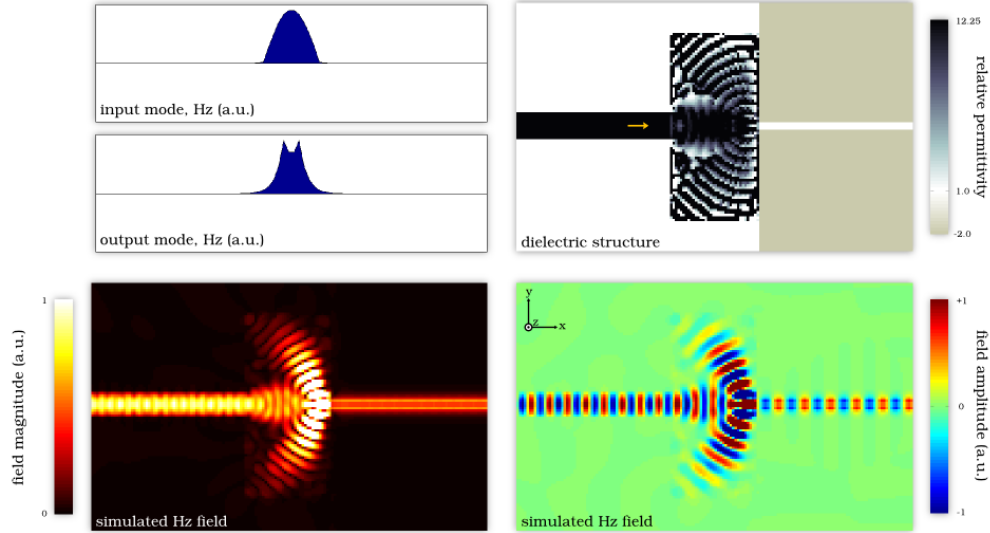 input mode, Hz (a.u.)
output mode, Hz (a.u.)
dielectric structure
12.25
1.0
-2.0
relative permittivity
field magnitude (a.u.)
1
0
simulated Hz field
y
z
x
simulated Hz field
+1
0
-1
field amplitude (a.u.)